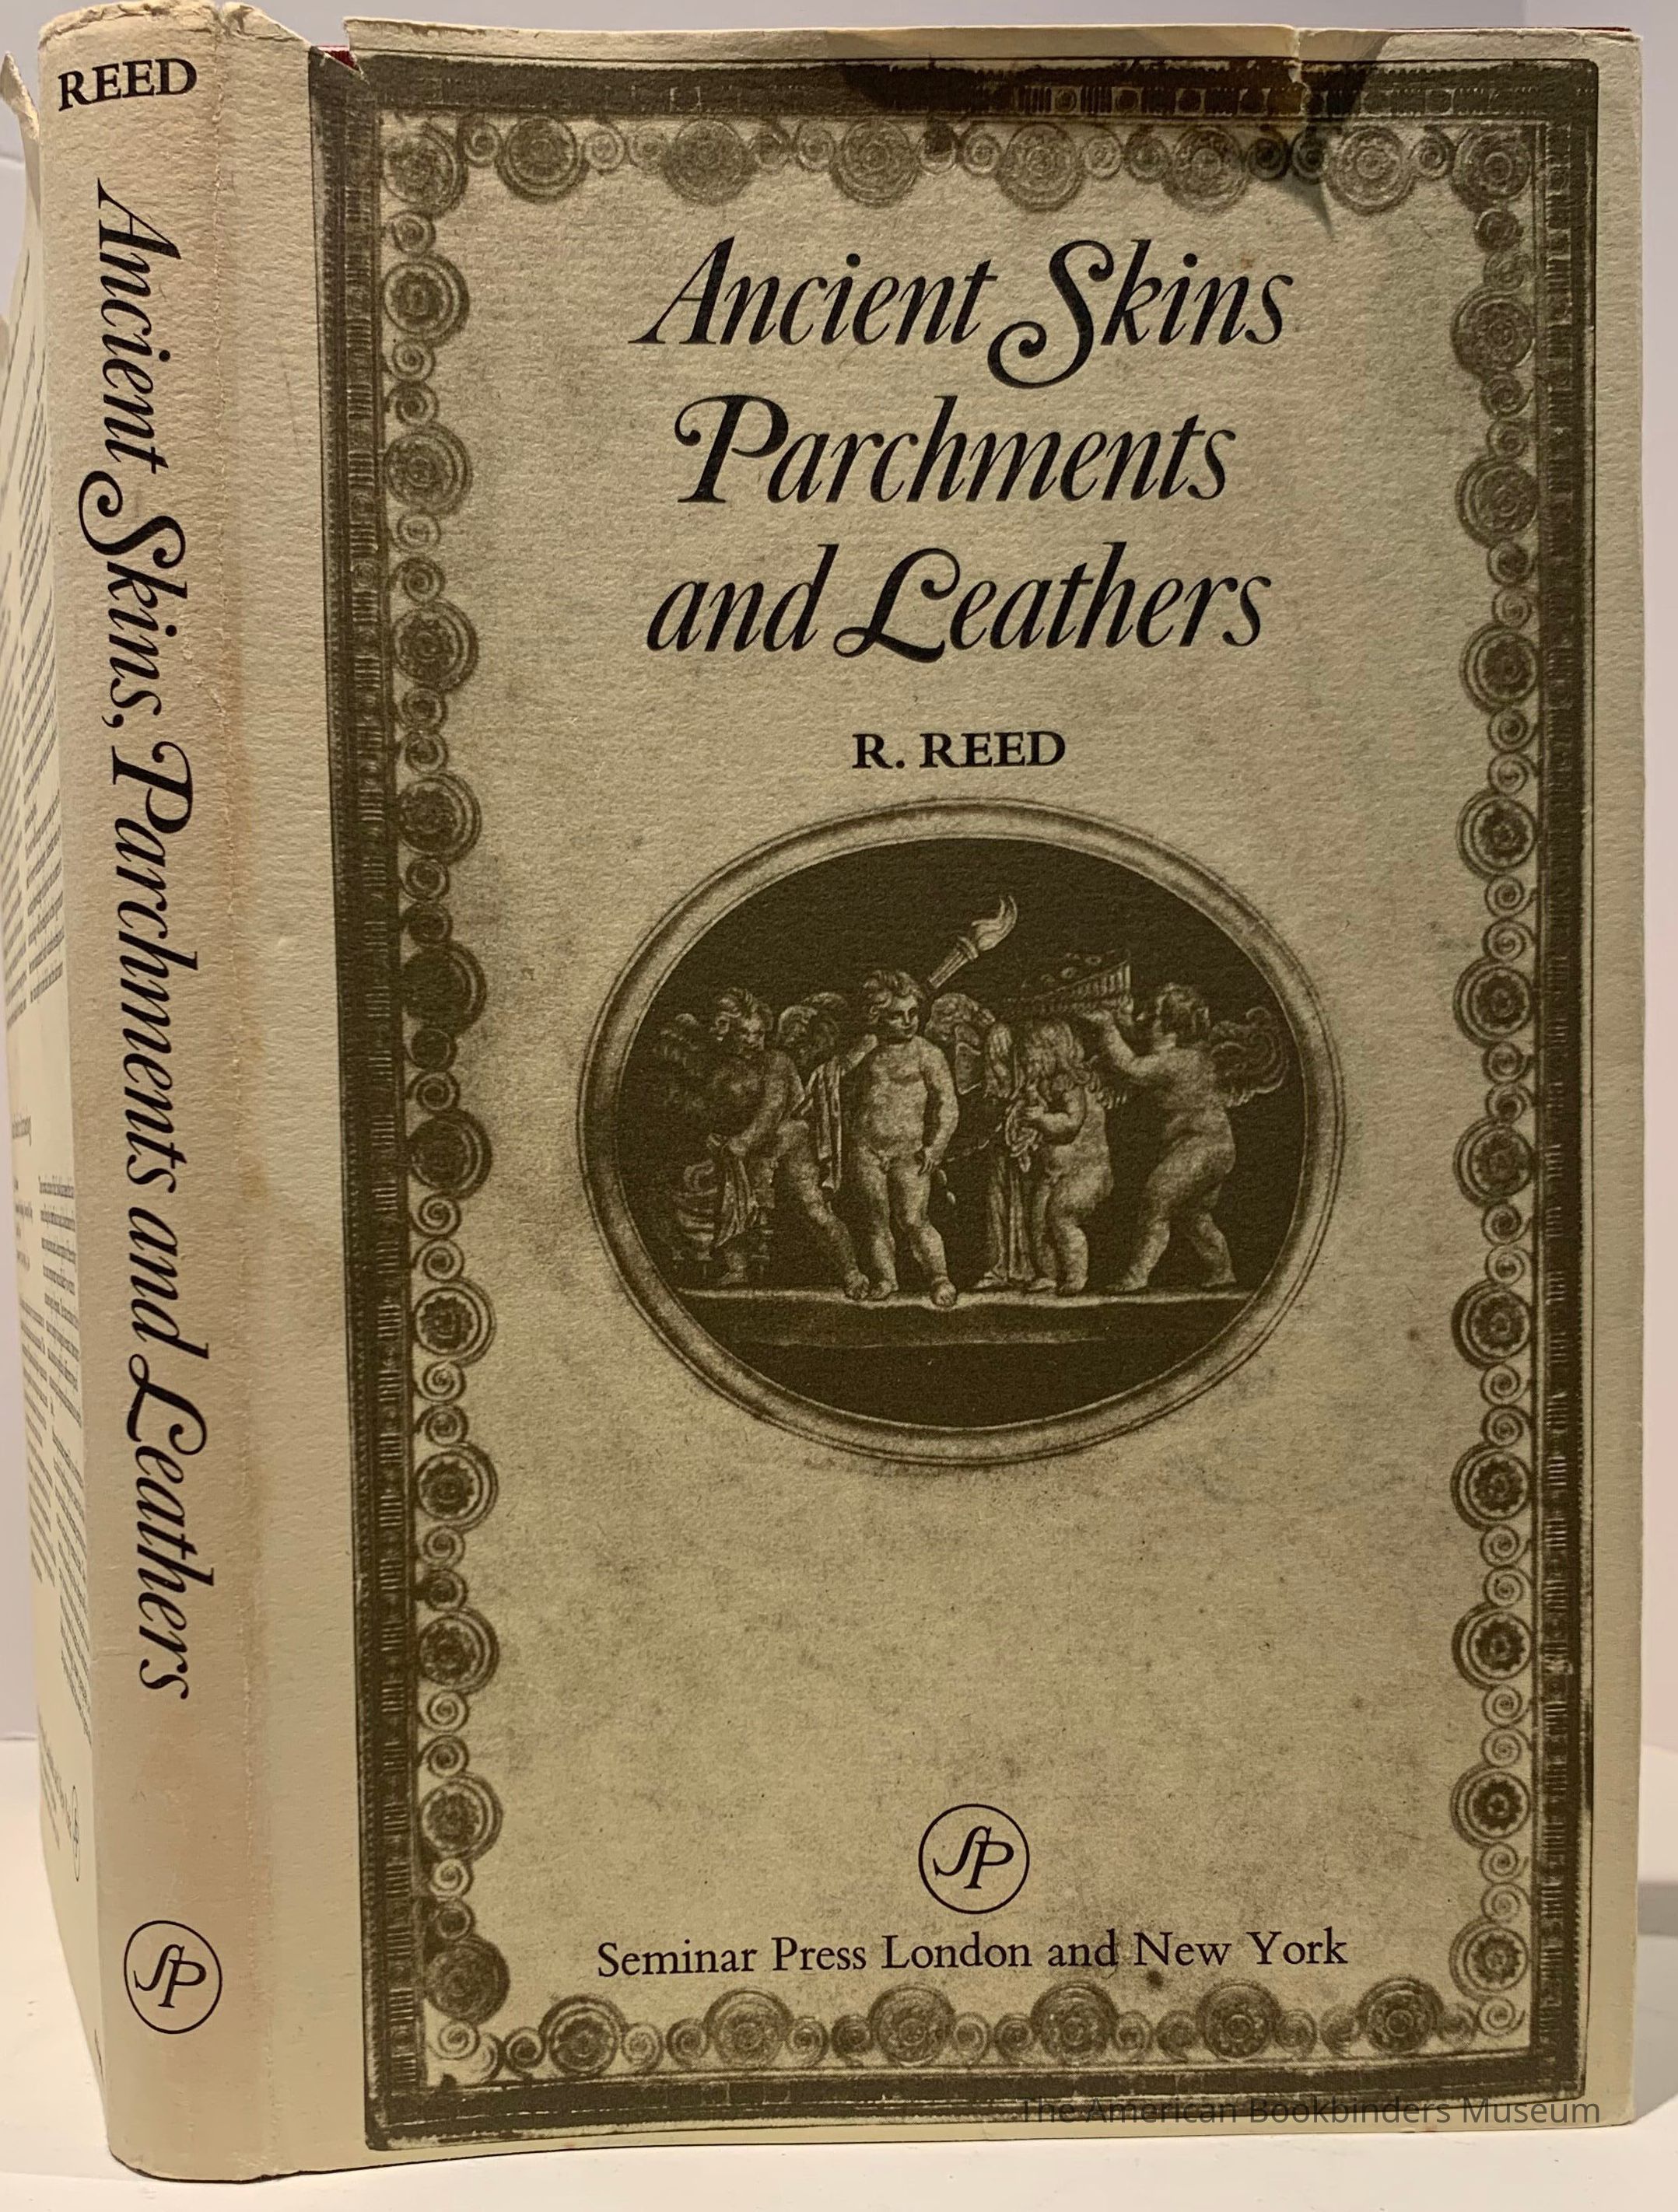 REED
Ancient Skins, Parchments and Leathers
SP
Ancient Skins
Parchments
and Leathers
R. REED
SP
Seminar Press London and New York
The American Bookbinders Museum